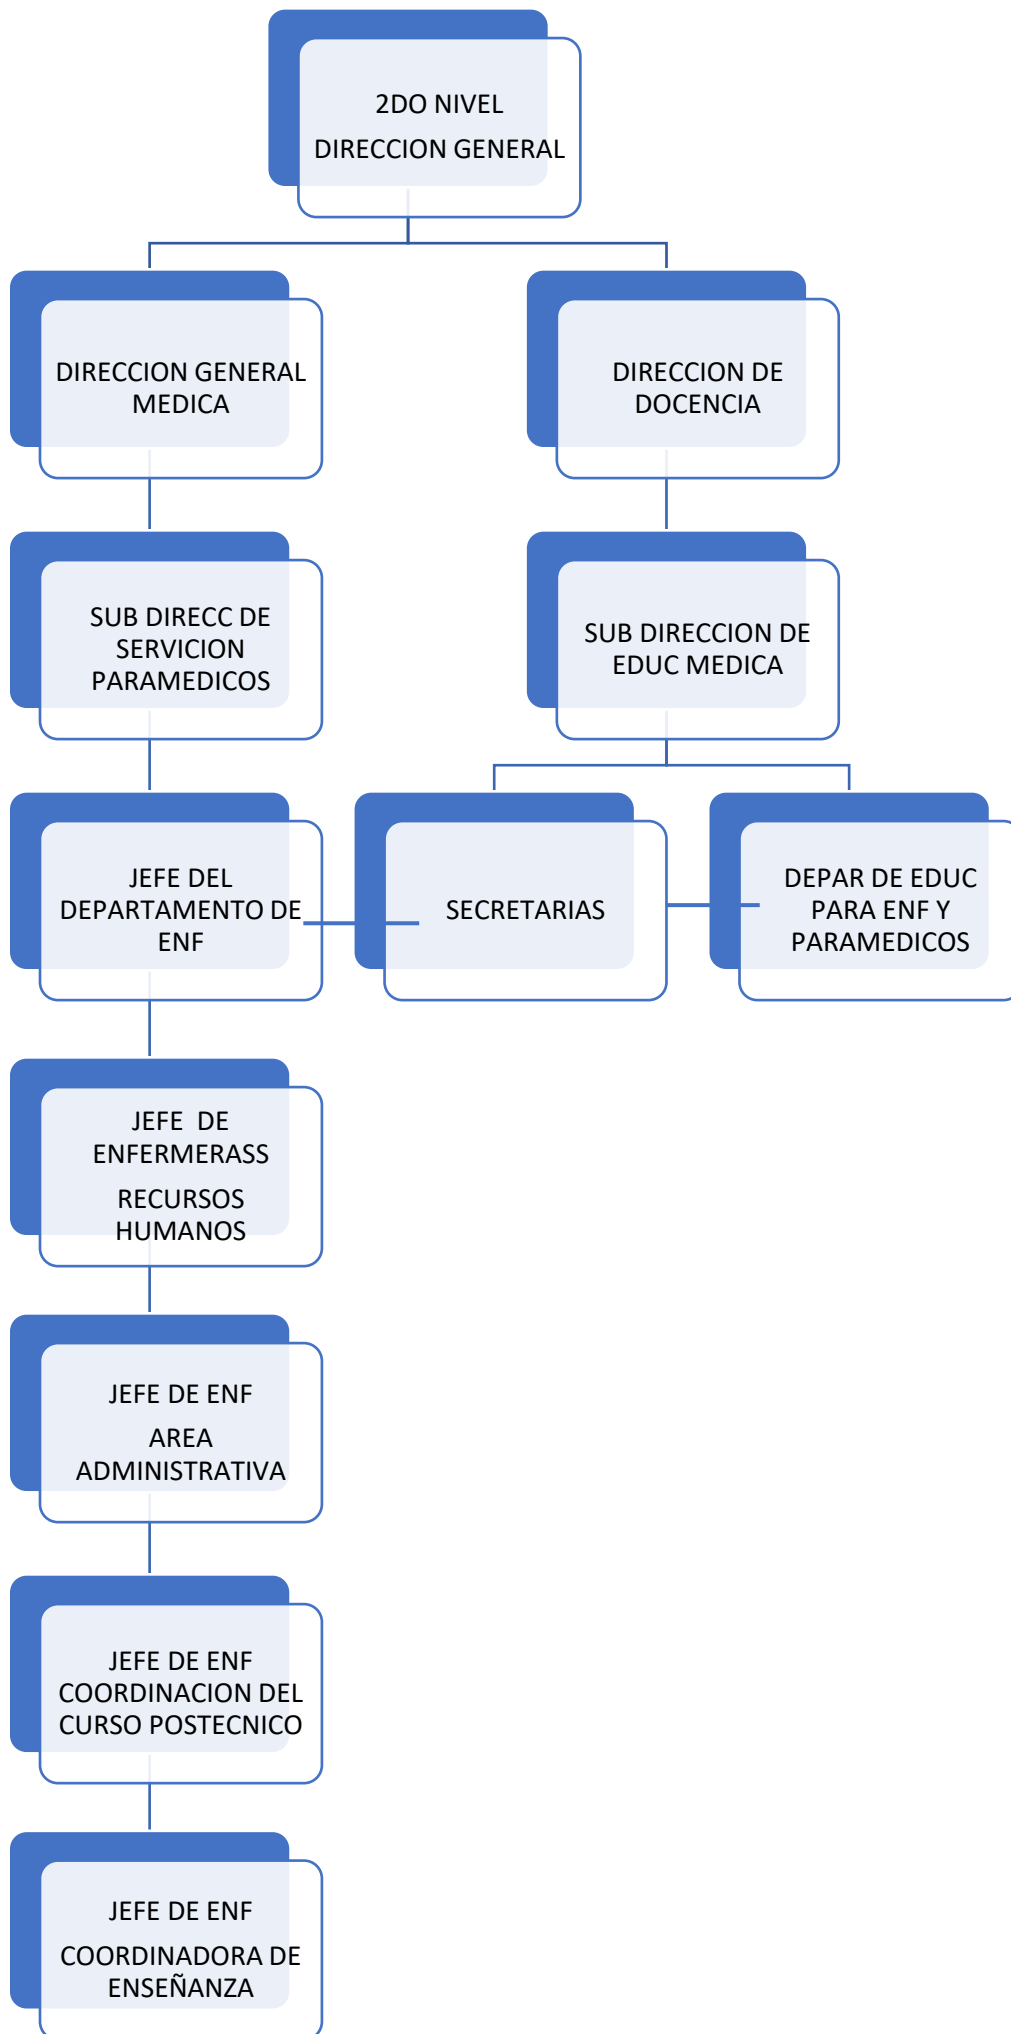 2DO NIVEL
DIRECCION GENERAL
DIRECCION GENERAL
MEDICA
DIRECCION DE
DOCENCIA
SUB DIRECC DE
SERVICION
PARAMEDICOS
SUB DIRECCION DE
EDUC MEDICA
JEFE DEL
DEPARTAMENTO DE
ENF
SECRETARIAS
DEPAR DE EDUC
PARA ENF Y
PARAMEDICOS
JEFE  DE
ENFERMERASS
RECURSOS
HUMANOS
JEFE DE ENF
AREA
ADMINISTRATIVA
JEFE DE ENF
COORDINACION DEL
CURSO POSTECNICO
JEFE DE ENF
COORDINADORA DE
ENSEÑANZA